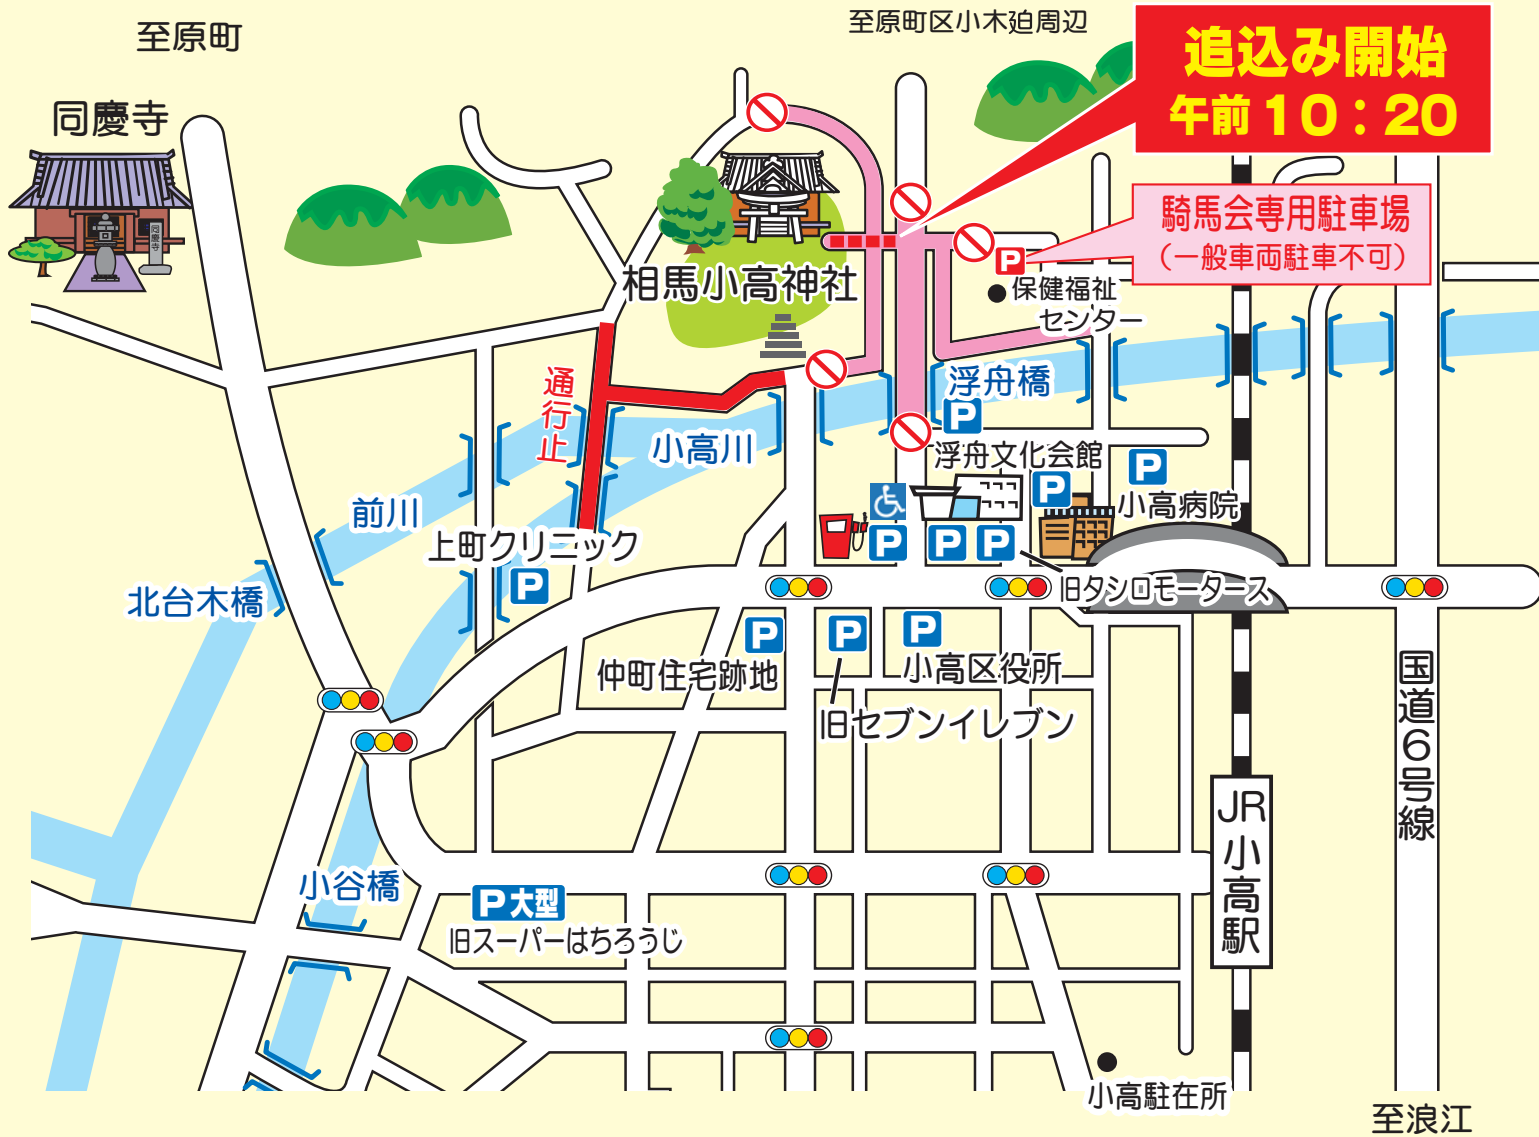 至原町
至原町区小木廹周辺
追込み開始
午前10：20
同慶寺
同慶寺
騎馬会専用駐車場
（一般車両駐車不可）
P
相馬小高神社
保健福祉
センター
通行止
浮舟橋
P
小高川
浮舟文化会館
P
P
小高病院
前川
上町クリニック
P
P
P
P
旧タシロモータース
北台木橋
P
P
P
仲町住宅跡地
小高区役所
旧セブンイレブン
国道6号線
JR小高駅
小谷橋
P大型
旧スーパーはちろうじ
小高駐在所
至浪江